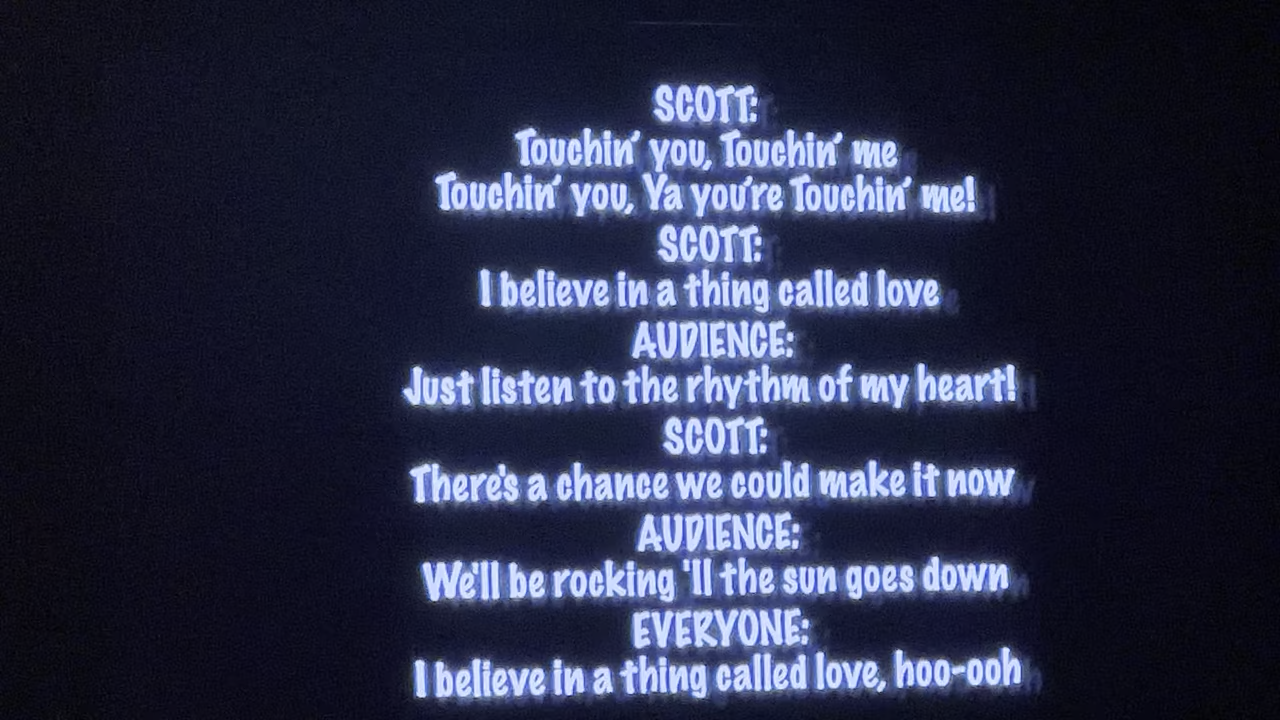 SCOTT:
Touchin' you, Touchin' me
Touchin' you, Ya you're Touchin' me!
SCOTT:
I believe in a thing called love
AUDIENCE:
Just listen to the rhythm of my heart!
SCOTT:
There's a chance we could make it now
AUDIENCE:
We'll be rocking 'll the sun goes down
EVERYONE:
I believe in a thing called love, hoo-ooh